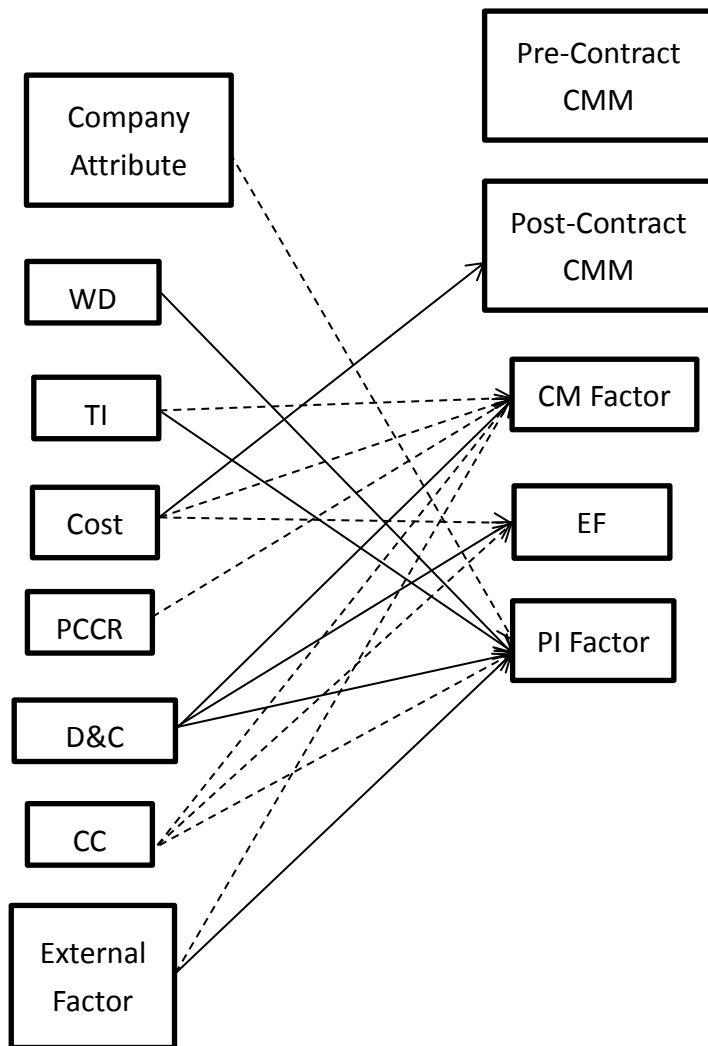 Company
Attribute
WD
TI
Cost
PCCR
D&C
CC
External
Factor
Pre-Contract
CMM
Post-Contract
CMM
CM Factor
EF
PI Factor